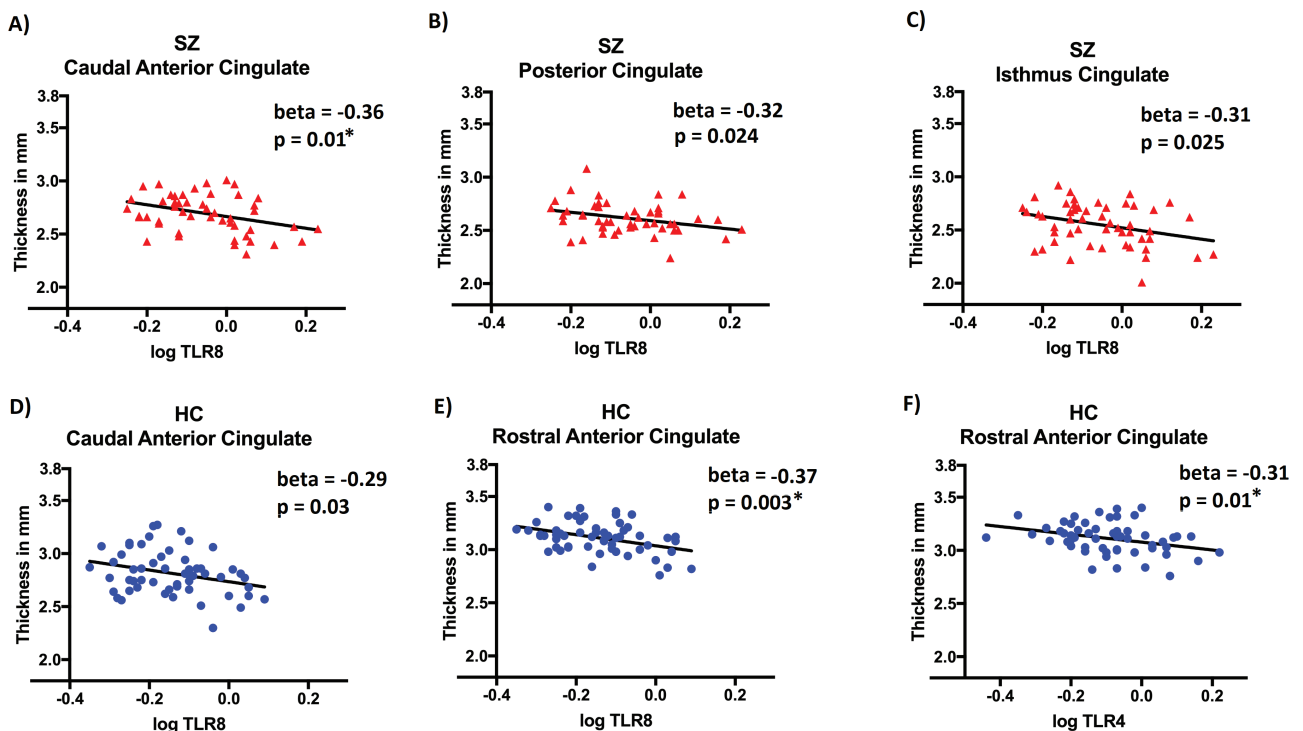 A)
SZ
Caudal Anterior Cingulate
beta = -0.36
p = 0.01*
Thickness in mm
3.8
3.5
3.0
2.5
2.0
-0.4
-0.2
0.0
0.2
log TLR8
B)
SZ
Posterior Cingulate
beta = -0.32
p = 0.024
Thickness in mm
3.8
3.5
3.0
2.5
2.0
-0.4
-0.2
0.0
0.2
log TLR8
C)
SZ
Isthmus Cingulate
beta = -0.31
p = 0.025
Thickness in mm
3.8
3.5
3.0
2.5
2.0
-0.4
-0.2
0.0
0.2
log TLR8
D)
HC
Caudal Anterior Cingulate
beta = -0.29
p = 0.03
Thickness in mm
3.8
3.5
3.0
2.5
2.0
-0.4
-0.2
0.0
0.2
log TLR8
E)
HC
Rostral Anterior Cingulate
beta = -0.37
p = 0.003*
Thickness in mm
3.8
3.5
3.0
2.5
2.0
-0.4
-0.2
0.0
0.2
log TLR8
F)
HC
Rostral Anterior Cingulate
beta = -0.31
p = 0.01*
Thickness in mm
3.8
3.5
3.0
2.5
2.0
-0.4
-0.2
0.0
0.2
log TLR4